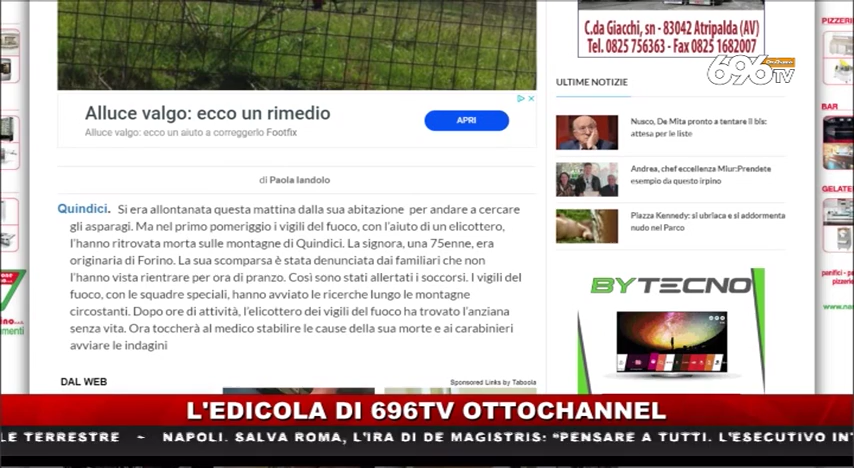 C.da Giacchi, sn - 83042 Atripalda (AV)
Tel. 0825 756363 - Fax 0825 1682007
696 TV
OttoChannel
PIZZERI
ULTIME NOTIZIE
Alluce valgo: ecco un rimedio
Alluce valgo: ecco un aiuto a correggerlo Footfix
APRI
Nusco, De Mita pronto a tentare il bis:
attesa per le liste
BAR
Andrea, chef eccellenza Miur:Prendete
esempio da questo irpino
di Paola Iandolo
GELATE
Piazza Kennedy: si ubriaca e si addormenta
nudo nel Parco
Quindici. Si era allontanata questa mattina dalla sua abitazione per andare a cercare
gli asparagi. Ma nel primo pomeriggio i vigili del fuoco, con l'aiuto di un elicottero,
l'hanno ritrovata morta sulle montagne di Quindici. La signora, una 75enne, era
originaria di Forino. La sua scomparsa è stata denunciata dai familiari che non
l'hanno vista rientrare per ora di pranzo. Così sono stati allertati i soccorsi. I vigili del
fuoco, con le squadre speciali, hanno avviato le ricerche lungo le montagne
circostanti. Dopo ore di attività, l'elicottero dei vigili del fuoco ha trovato l'anziana
senza vita. Ora toccherà al medico stabilire le cause della sua morte e ai carabinieri
avviare le indagini
BYTECNO
panifici - p
pizzerie
DAL WEB
Sponsored Links by Taboola
L'EDICOLA DI 696TV OTTOCHANNEL
LE TERRESTRE ~ NAPOLI. SALVA ROMA, L'IRA DI DE MAGISTRIS: "PENSARE A TUTTI. L'ESECUTIVO IN